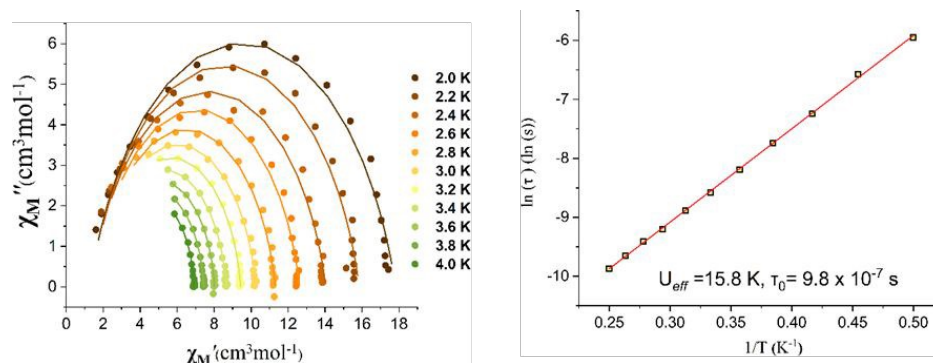 χM″(cm³mol⁻¹)
6
5
4
3
2
1
0
0 2 4 6 8 10 12 14 16 18
χM′(cm³mol⁻¹)
2.0 K
2.2 K
2.4 K
2.6 K
2.8 K
3.0 K
3.2 K
3.4 K
3.6 K
3.8 K
4.0 K
ln (τ) (ln (s))
-6
-7
-8
-9
-10
Ueff =15.8 K, τ0= 9.8 x 10⁻⁷ s
0.25 0.30 0.35 0.40 0.45 0.50
1/T (K⁻¹)